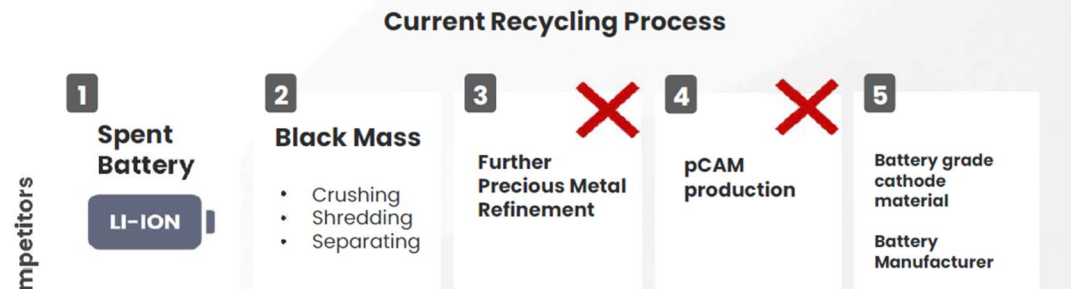 Current Recycling Process
1
Spent
Battery
LI-ION
2
Black Mass
• Crushing
• Shredding
• Separating
3
Further
Precious Metal
Refinement
4
pCAM
production
5
Battery grade
cathode
material
Battery
Manufacturer
mpetitors